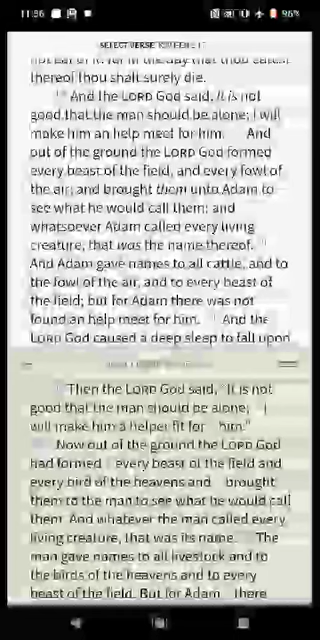 11:36
96%
SELECT VERSE
not eat of it: for in the day that thou eatest
thereof thou shalt surely die.
And the LORD God said, It is not
good that the man should be alone; I will
make him an help meet for him. And
out of the ground the LORD God formed
every beast of the field, and every fowl of
the air; and brought them unto Adam to
see what he would call them: and
whatsoever Adam called every living
creature, that was the name thereof.
And Adam gave names to all cattle, and to
the fowl of the air, and to every beast of
the field; but for Adam there was not
found an help meet for him. And the
LORD God caused a deep sleep to fall upon
Then the LORD God said, "It is not
good that the man should be alone; I
will make him a helper fit for him."
Now out of the ground the LORD God
had formed every beast of the field and
every bird of the heavens and brought
them to the man to see what he would call
them. And whatever the man called every
living creature, that was its name. The
man gave names to all livestock and to
the birds of the heavens and to every
beast of the field. But for Adam there